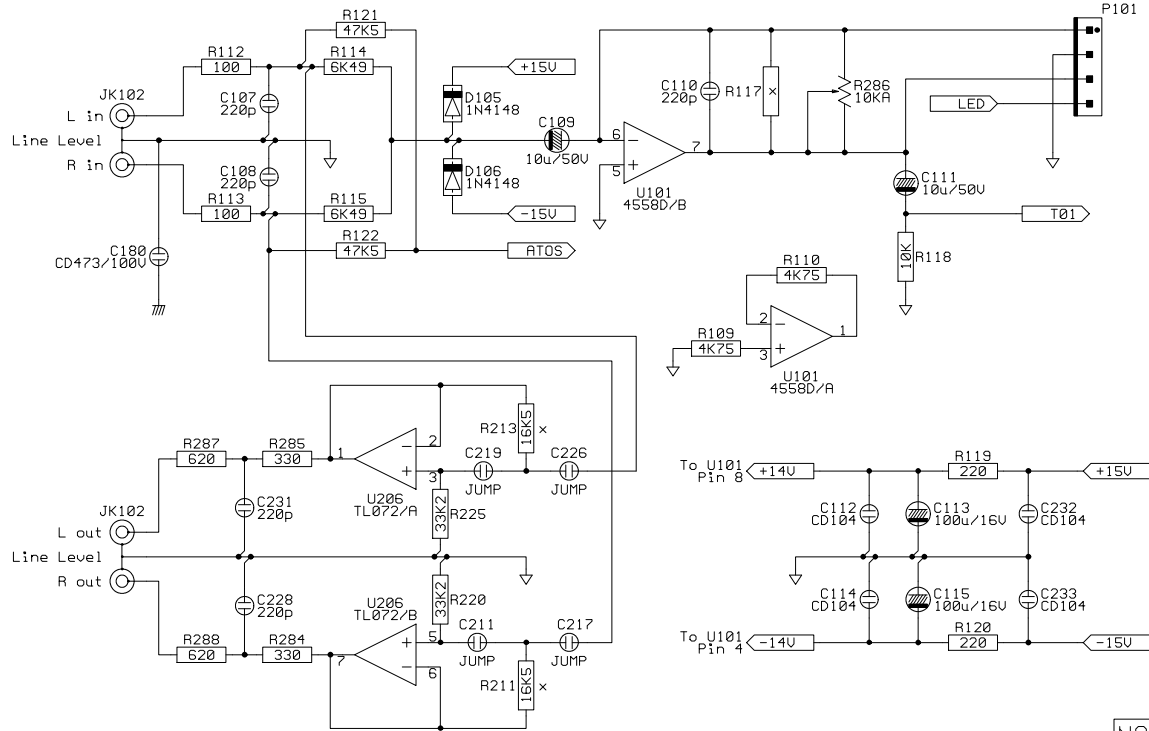 P101
R121
47K5
R112
100
R114
6K49
+15V
JK102
L in
C107
220p
D105
1N4148
C110
220p
R117
x
R286
10KA
LED
Line Level
C109
10u/50V
6
7
5
U101
4558D/B
R in
C108
220p
D106
1N4148
C111
10u/50V
R113
100
R115
6K49
-15V
T01
R122
47K5
ATOS
10K
R118
C180
CD473/100V
R110
4K75
R109
4K75
2
3
1
U101
4558D/A
R213
16K5
x
R287
620
R285
330
1
2
3
U206
TL072/A
C219
JUMP
C226
JUMP
To U101
Pin 8
+14V
R119
220
+15V
JK102
L out
C231
220p
33K2
R225
C112
CD104
C113
100u/16V
C232
CD104
Line Level
R out
C228
220p
33K2
R220
U206
TL072/B
C114
CD104
C115
100u/16V
C233
CD104
R288
620
R284
330
7
5
6
C211
JUMP
C217
JUMP
To U101
Pin 4
-14V
R120
220
-15V
R211
16K5
x